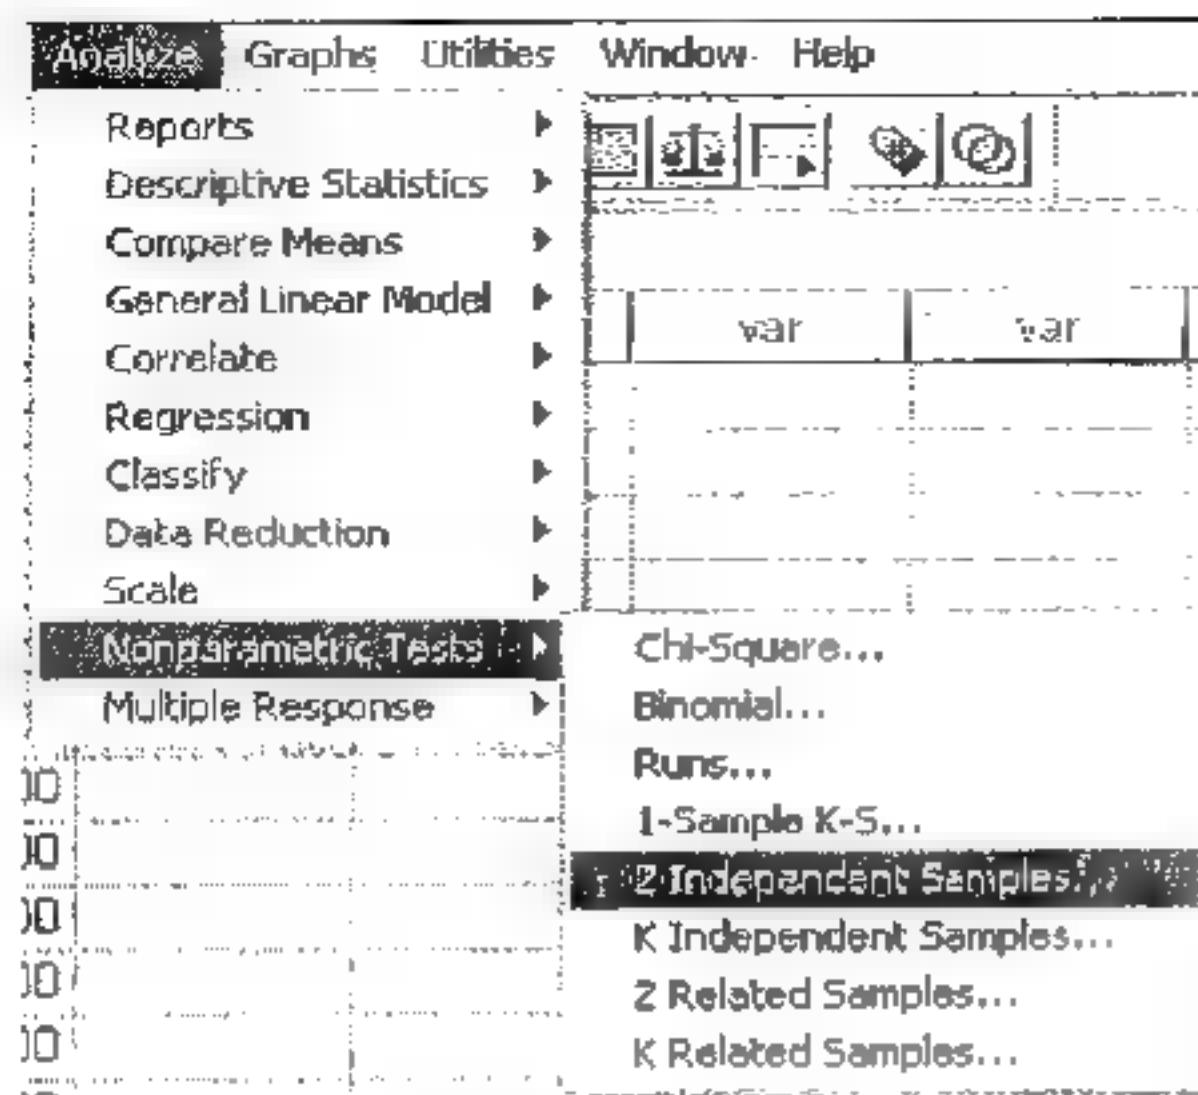 Analyze Graphs Utilities Window Help
Reports
Descriptive Statistics
Compare Means
General Linear Model
var var
Correlate
Regression
Classify
Data Reduction
Scale
Nonparametric Tests
Chi-Square...
Multiple Response
Binomial...
Runs...
1-Sample K-S...
2 Independent Samples...
K Independent Samples...
2 Related Samples...
K Related Samples...